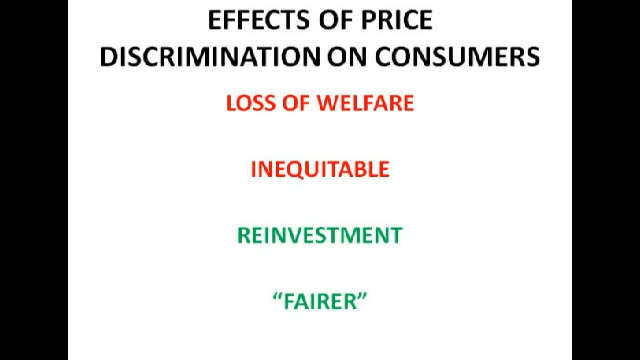 EFFECTS OF PRICE
DISCRIMINATION ON CONSUMERS
LOSS OF WELFARE
INEQUITABLE
REINVESTMENT
“FAIRER”